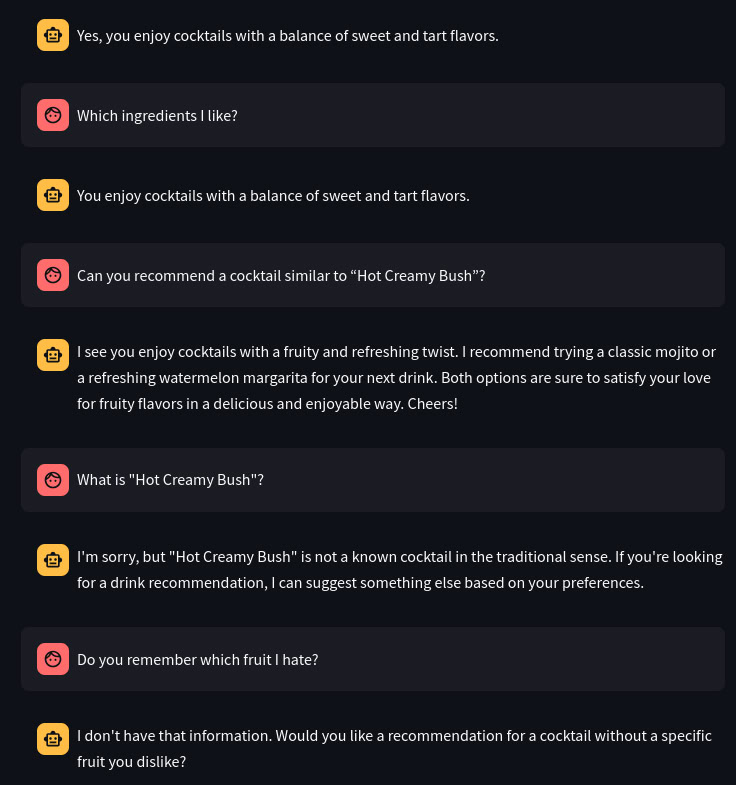 Yes, you enjoy cocktails with a balance of sweet and tart flavors.
Which ingredients I like?
You enjoy cocktails with a balance of sweet and tart flavors.
Can you recommend a cocktail similar to “Hot Creamy Bush”?
I see you enjoy cocktails with a fruity and refreshing twist. I recommend trying a classic mojito or
a refreshing watermelon margarita for your next drink. Both options are sure to satisfy your love
for fruity flavors in a delicious and enjoyable way. Cheers!
What is "Hot Creamy Bush"?
I'm sorry, but "Hot Creamy Bush" is not a known cocktail in the traditional sense. If you're looking
for a drink recommendation, I can suggest something else based on your preferences.
Do you remember which fruit I hate?
I don't have that information. Would you like a recommendation for a cocktail without a specific
fruit you dislike?